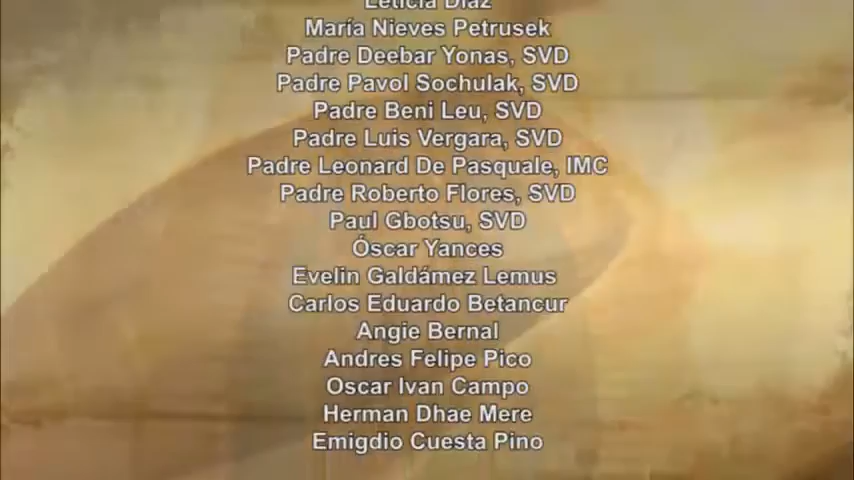 Leticia Díaz
María Nieves Petrusek
Padre Deebar Yonas, SVD
Padre Pavol Sochulak, SVD
Padre Beni Leu, SVD
Padre Luis Vergara, SVD
Padre Leonard De Pasquale, IMC
Padre Roberto Flores, SVD
Paul Gbotsu, SVD
Óscar Yances
Evelin Galdámez Lemus
Carlos Eduardo Betancur
Angie Bernal
Andres Felipe Pico
Oscar Ivan Campo
Herman Dhae Mere
Emigdio Cuesta Pino